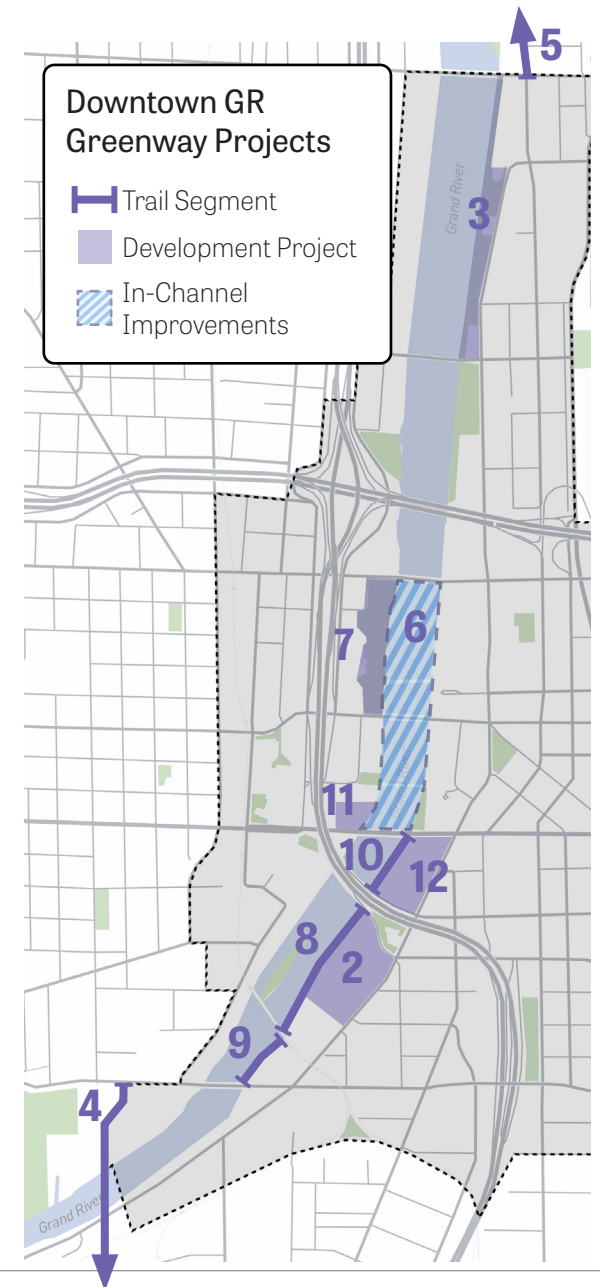 5
Downtown GR
Greenway Projects
Trail Segment
Development Project
In-Channel
Improvements
Grand River
3
6
7
11
10
12
8
2
9
4
Grand River